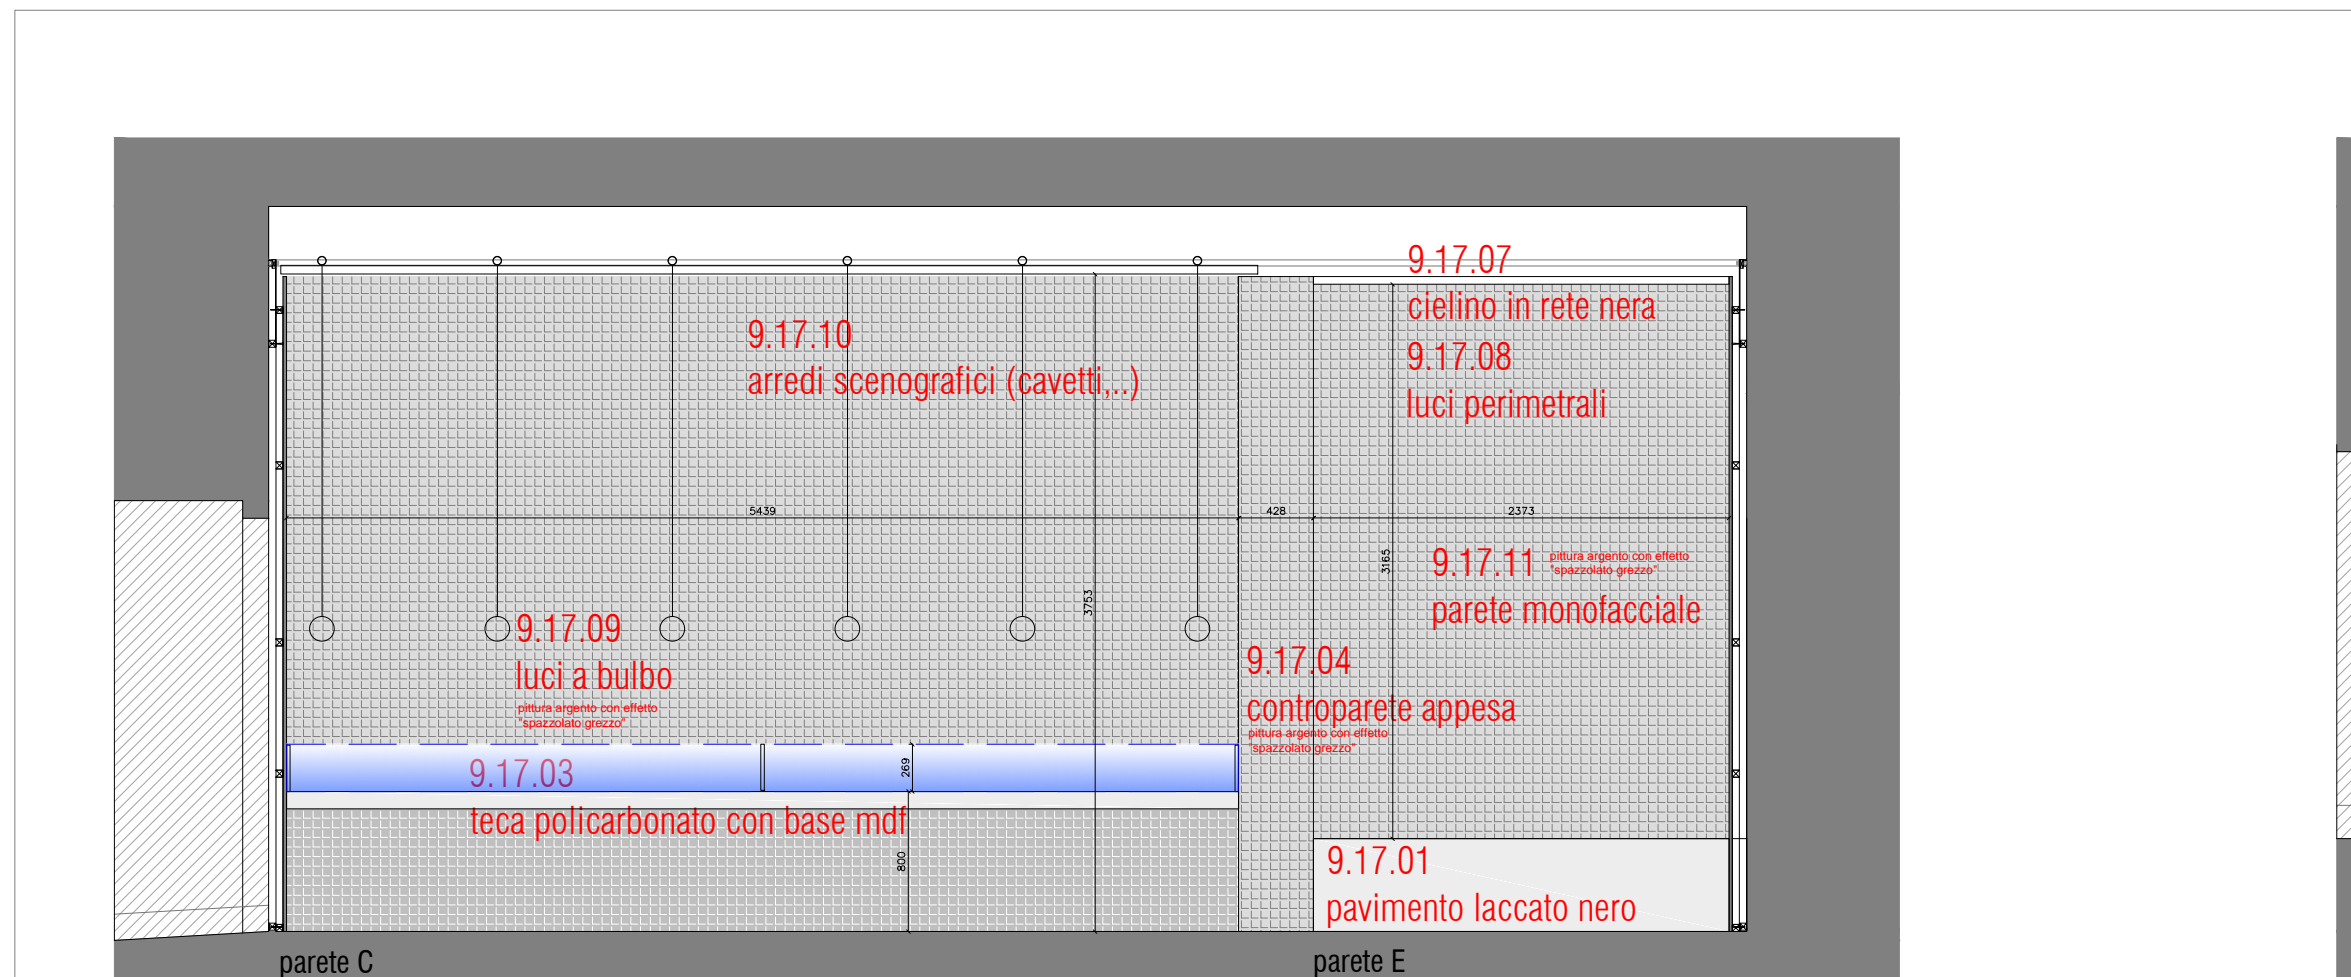 9.17.07
cielino in rete nera
9.17.08
luci perimetrali
9.17.10
arredi scenografici (cavetti,..)
5439
428
2373
3165
3753
9.17.11
pittura argento con effetto
"spazzolato grezzo"
parete monofacciale
9.17.09
luci a bulbo
pittura argento con effetto
"spazzolato grezzo"
9.17.04
controparete appesa
pittura argento con effetto
"spazzolato grezzo"
9.17.03
teca policarbonato con base mdf
269
800
9.17.01
pavimento laccato nero
parete C
parete E